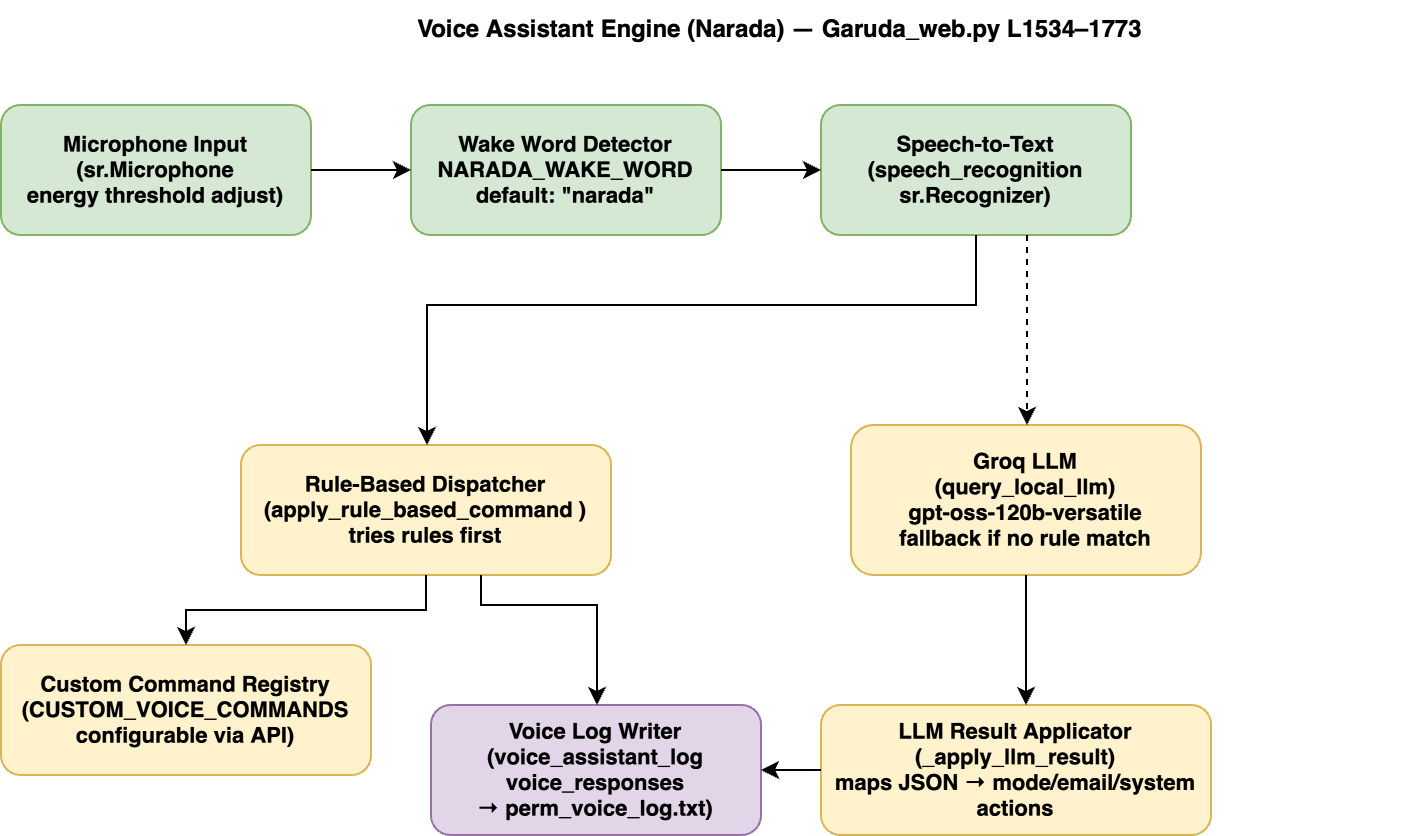 Voice Assistant Engine (Narada) — Garuda_web.py L1534–1773
Microphone Input
(sr.Microphone
energy threshold adjust)
Wake Word Detector
NARADA_WAKE_WORD
default: "narada"
Speech-to-Text
(speech_recognition
sr.Recognizer)
Rule-Based Dispatcher
(apply_rule_based_command )
tries rules first
Groq LLM
(query_local_llm)
gpt-oss-120b-versatile
fallback if no rule match
Custom Command Registry
(CUSTOM_VOICE_COMMANDS
configurable via API)
Voice Log Writer
(voice_assistant_log
voice_responses
→ perm_voice_log.txt)
LLM Result Applicator
(_apply_llm_result)
maps JSON → mode/email/system
actions